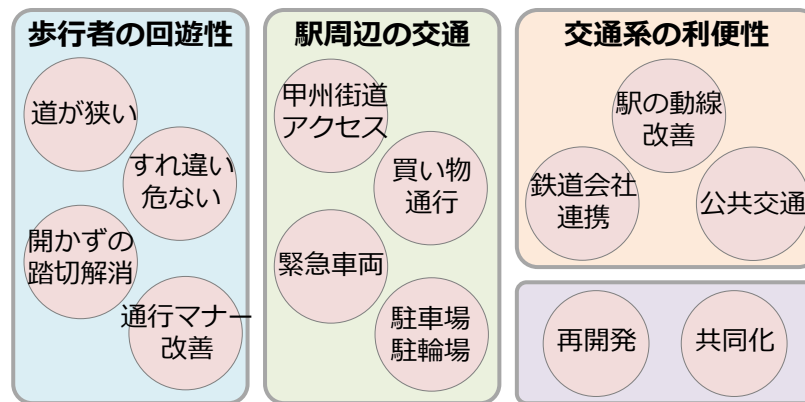 歩行者の回遊性
道が狭い
すれ違い
危ない
開かずの
踏切解消
通行マナー
改善
駅周辺の交通
甲州街道
アクセス
買い物
通行
緊急車両
駐車場
駐輪場
交通系の利便性
駅の動線
改善
鉄道会社
連携
公共交通
再開発
共同化